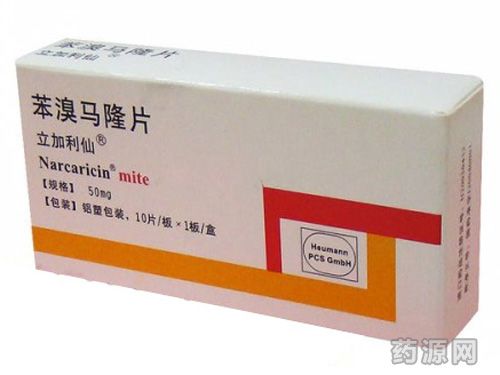 苯溴马隆片
苯溴马隆片
立加利仙®
Narcaricin® mite
【规格】 50mg
【包装】铝塑包装，10片/板×1板/盒
Heumann
PCS GmbH
药源网